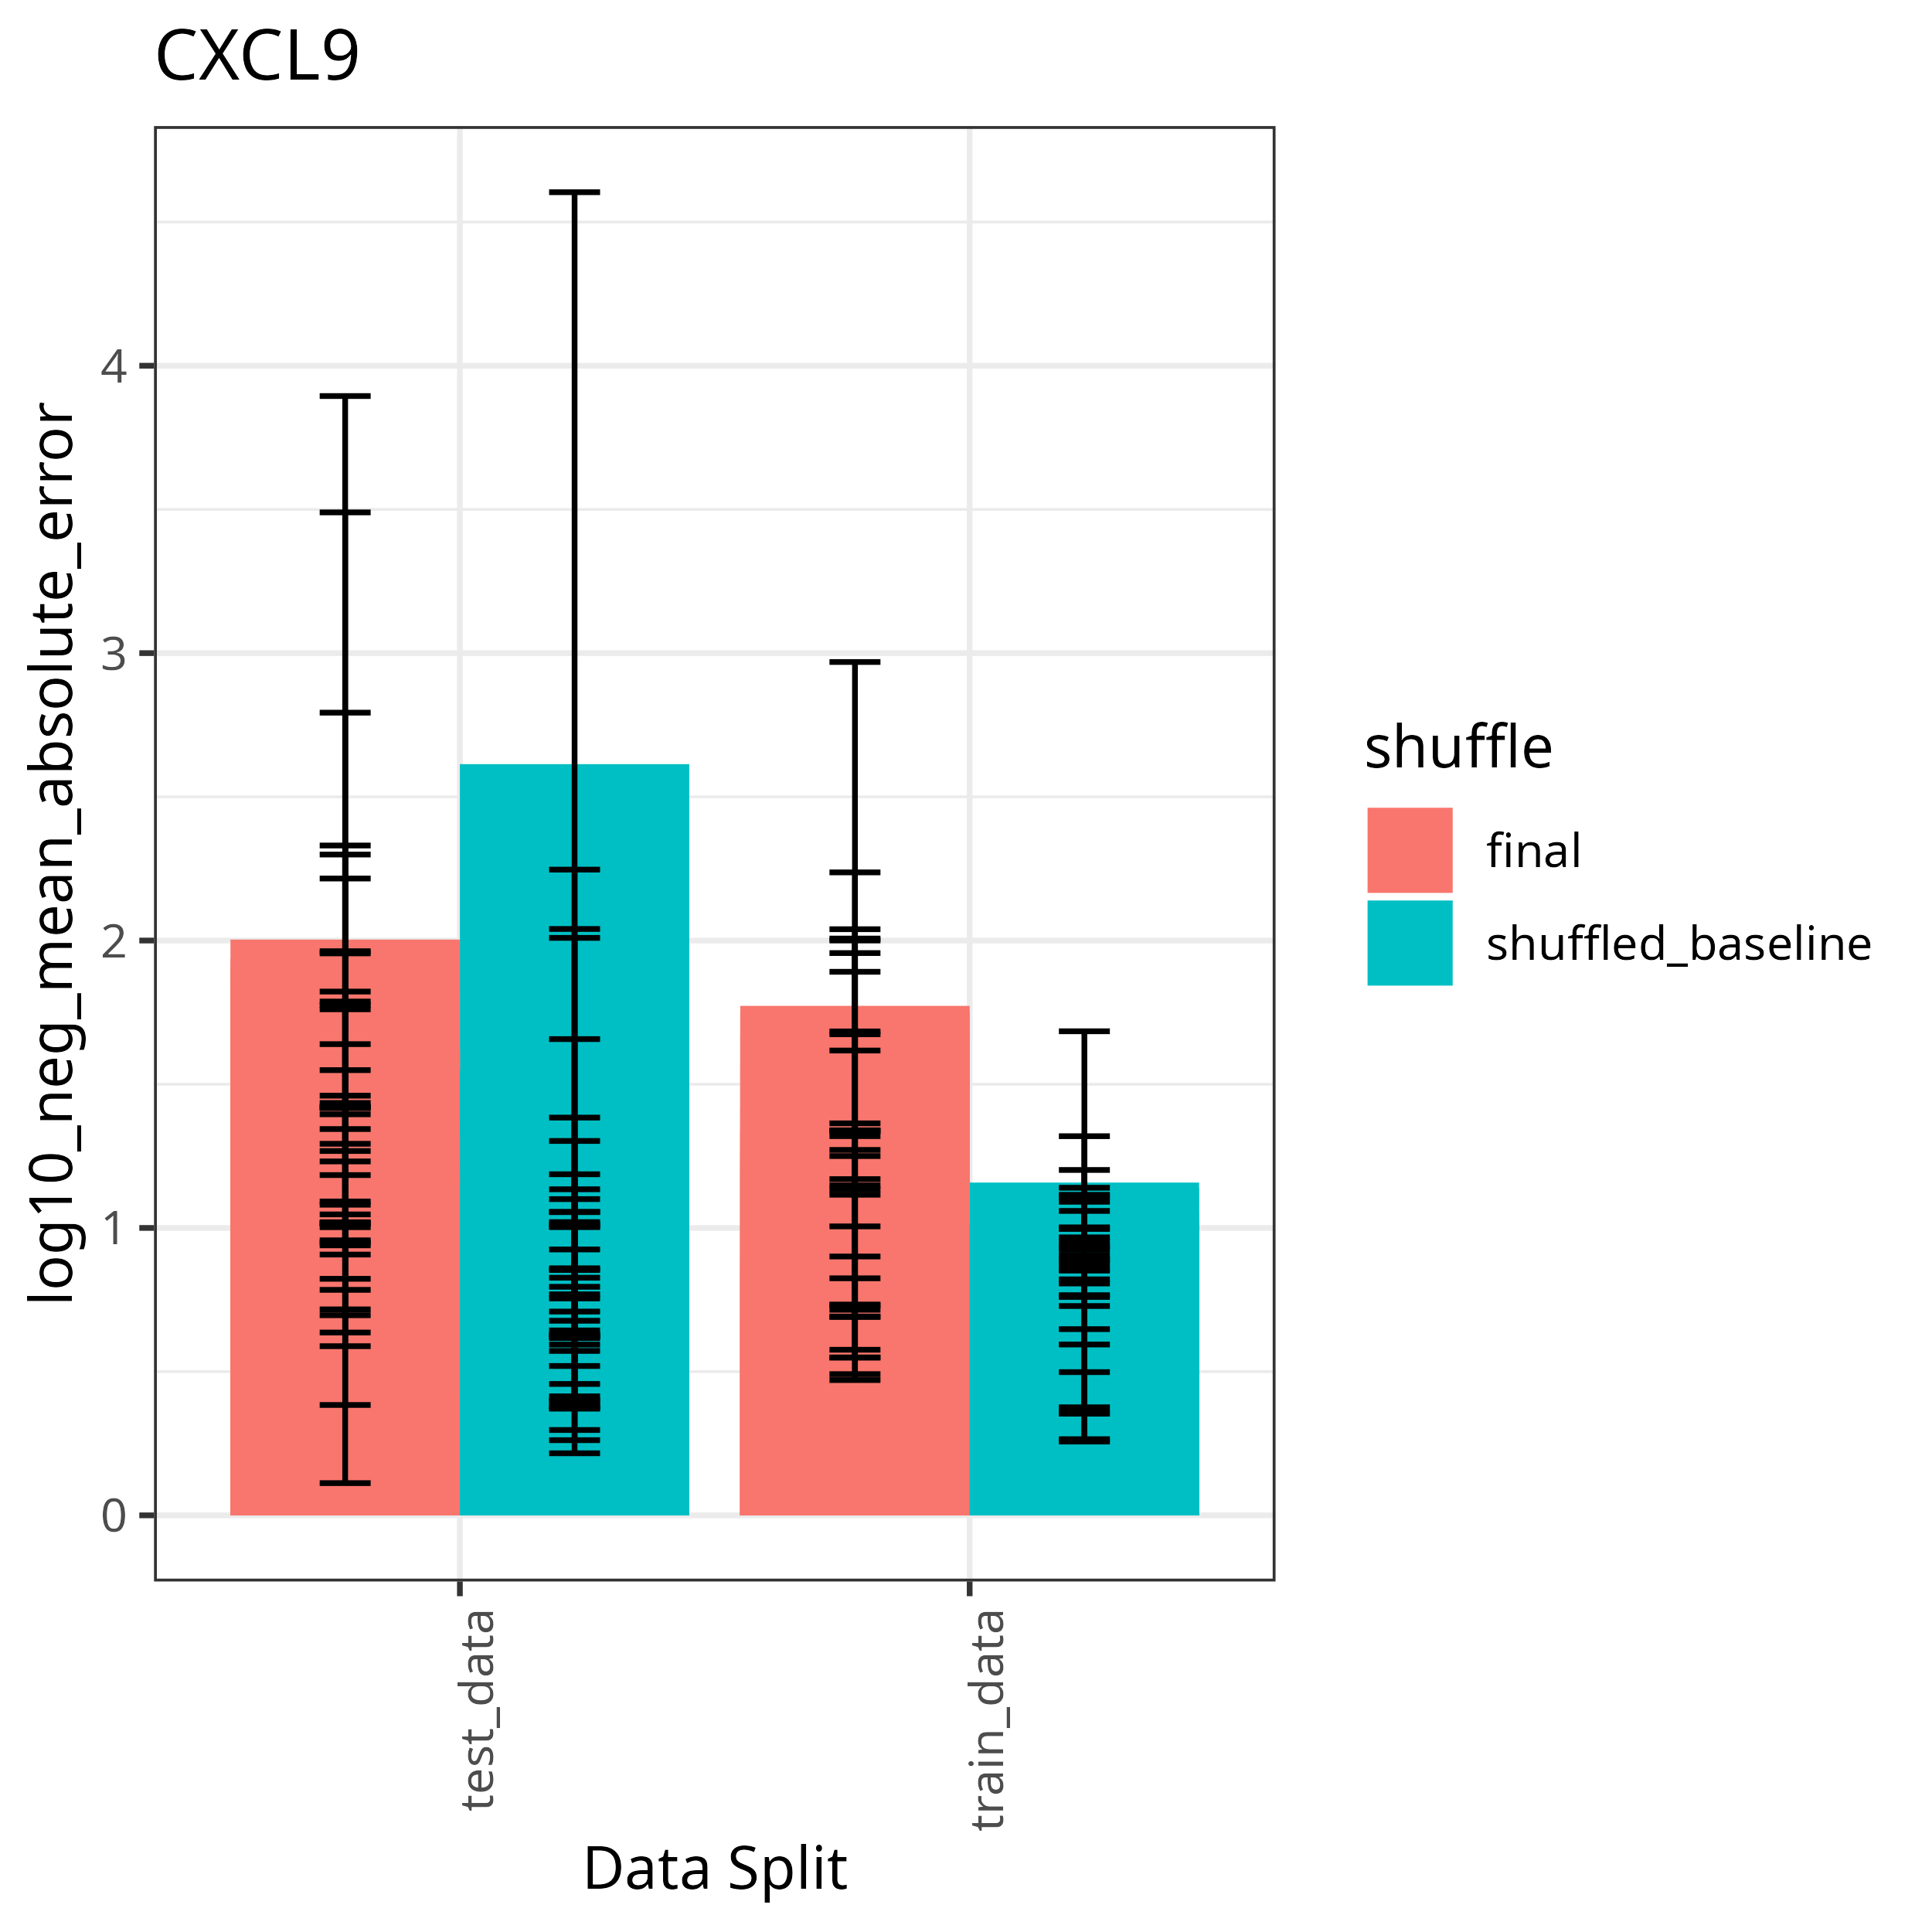 CXCL9
log10_neg_mean_absolute_error
4
3
2
1
0
test_data
train_data
Data Split
shuffle
final
shuffled_baseline